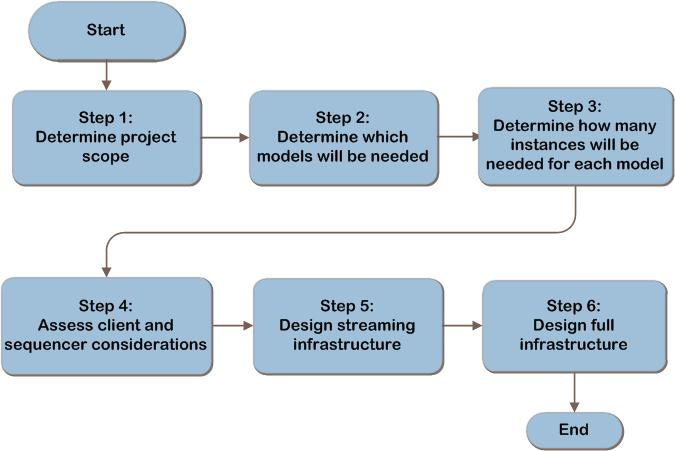 Start
Step 1:
Determine project
scope
Step 2:
Determine which
models will be needed
Step 3:
Determine how many
instances will be
needed for each model
Step 4:
Assess client and
sequencer considerations
Step 5:
Design streaming
infrastructure
Step 6:
Design full
infrastructure
End